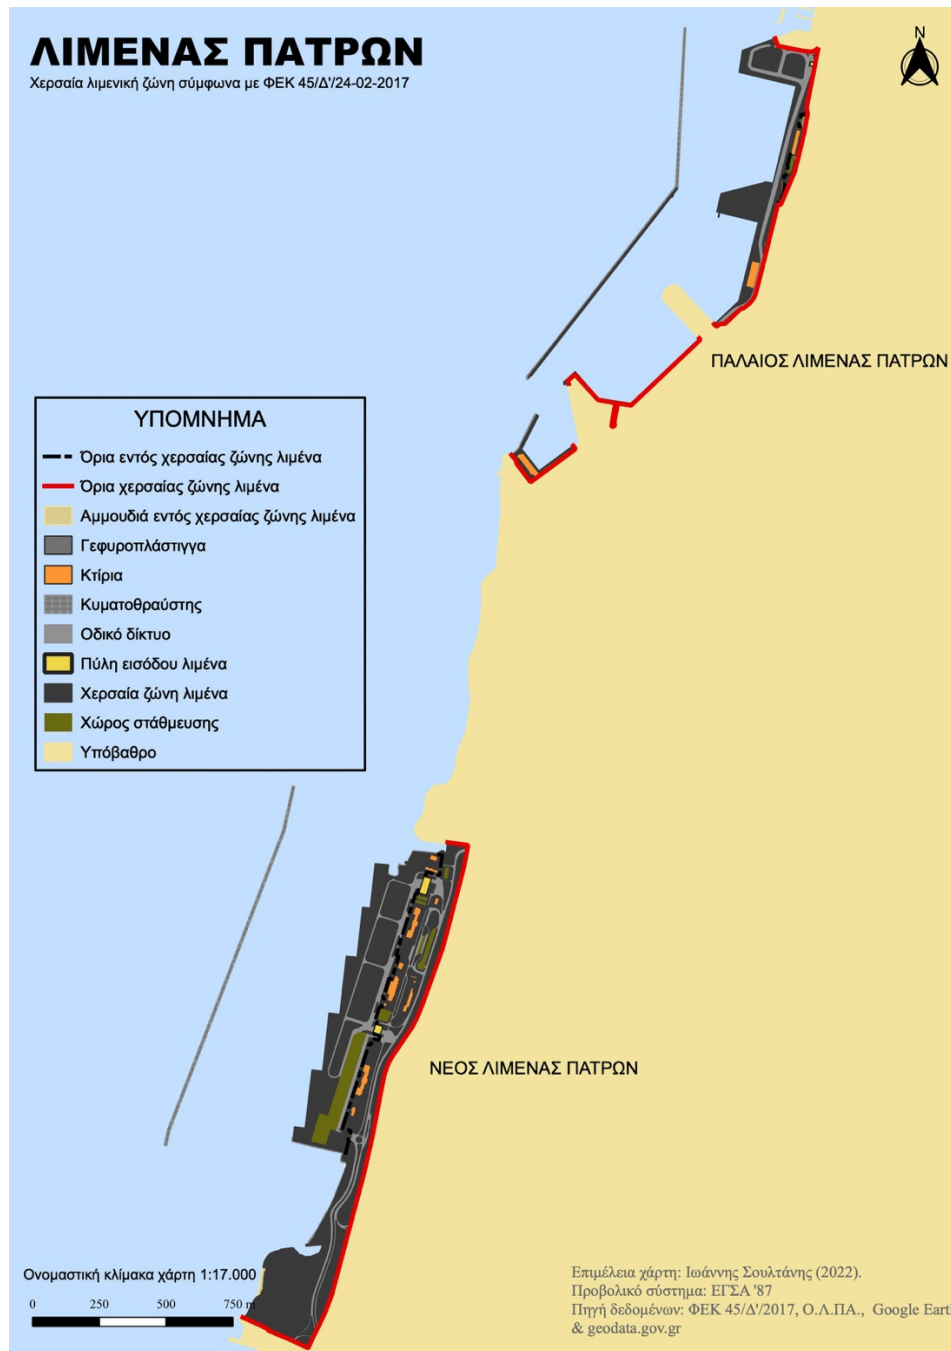 ΛΙΜΕΝΑΣ ΠΑΤΡΩΝ
Χερσαία λιμενική ζώνη σύμφωνα με ΦΕΚ 45/Δ'/24-02-2017
N
ΠΑΛΑΙΟΣ ΛΙΜΕΝΑΣ ΠΑΤΡΩΝ
ΥΠΟΜΝΗΜΑ
Όρια εντός χερσαίας ζώνης λιμένα
Όρια χερσαίας ζώνης λιμένα
Αμμουδιά εντός χερσαίας ζώνης λιμένα
Γεφυροπλάστιγγα
Κτίρια
Κυματοθραύστης
Οδικό δίκτυο
Πύλη εισόδου λιμένα
Χερσαία ζώνη λιμένα
Χώρος στάθμευσης
Υπόβαθρο
ΝΕΟΣ ΛΙΜΕΝΑΣ ΠΑΤΡΩΝ
Ονομαστική κλίμακα χάρτη 1:17.000
0 250 500 750 m
Επιμέλεια χάρτη: Ιωάννης Σουλτάνης (2022).
Προβολικό σύστημα: ΕΓΣΑ '87
Πηγή δεδομένων: ΦΕΚ 45/Δ'/2017, Ο.Λ.ΠΑ., Google Eart
& geodata.gov.gr